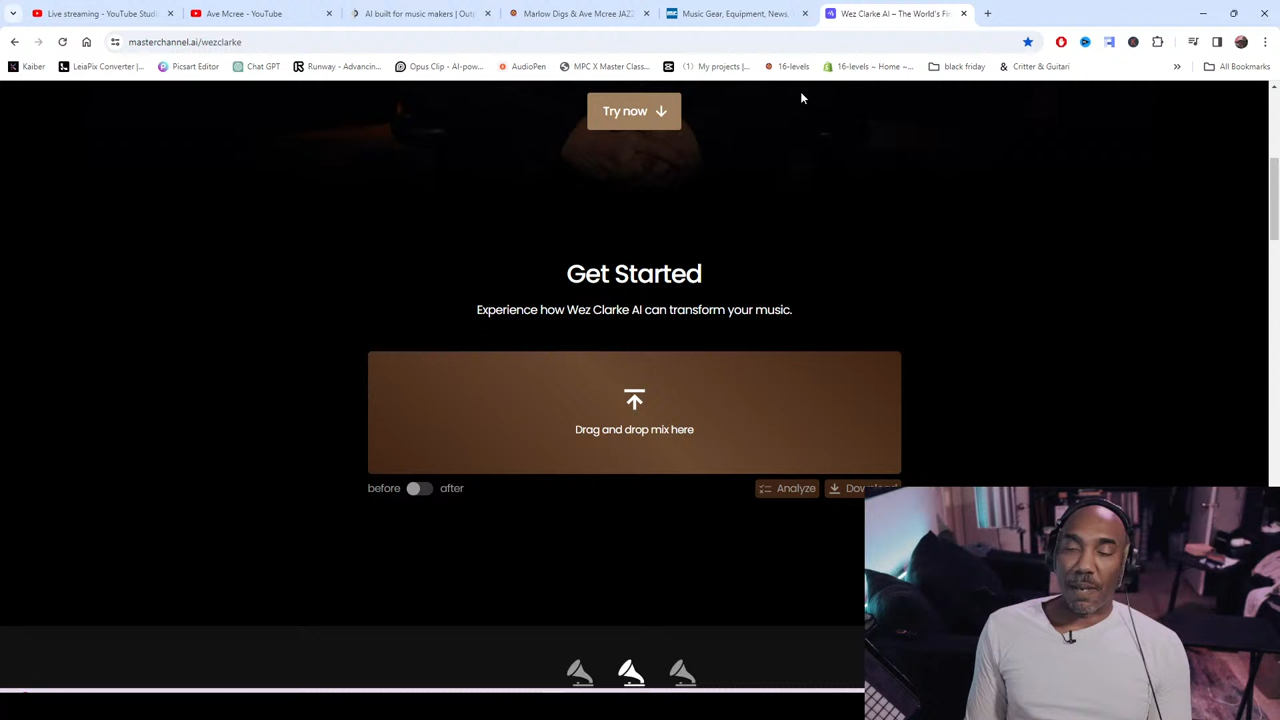 Live streaming - YouTube Studi
Ave Mcree - YouTube
AI built for music makers | Out
Marlow Digs & Ave Mcree JAZZ
Music Gear, Equipment, News,
Wez Clarke AI – The World's Fir
masterchannel.ai/wezclarke
Kaiber
LeiaPix Converter |...
Picsart Editor
Chat GPT
Runway - Advancin...
Opus Clip - AI-pow...
AudioPen
MPC X Master Class...
(1) My projects |...
16-levels
16-levels ~ Home ~...
black friday
Critter & Guitari
»
All Bookmarks
Try now
Get Started
Experience how Wez Clarke AI can transform your music.
Drag and drop mix here
before
after
Analyze
Download